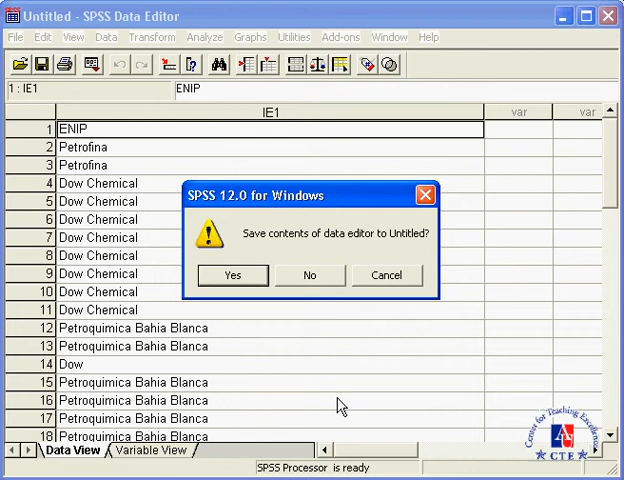 Untitled - SPSS Data Editor
File Edit View Data Transform Analyze Graphs Utilities Add-ons Window Help
1 : IE1 ENIP
IE1 var var
1 ENIP
2 Petrofina
3 Petrofina
4 Dow Chemical
5 Dow Chemical
6 Dow Chemical
7 Dow Chemical
8 Dow Chemical
9 Dow Chemical
10 Dow Chemical
11 Dow Chemical
12 Petroquimica Bahia Blanca
13 Petroquimica Bahia Blanca
14 Dow
15 Petroquimica Bahia Blanca
16 Petroquimica Bahia Blanca
17 Petroquimica Bahia Blanca
18 Petroquimica Bahia Blanca
SPSS 12.0 for Windows
Save contents of data editor to Untitled?
Yes No Cancel
Data View Variable View
SPSS Processor is ready
Center for Teaching Excellence
CTE